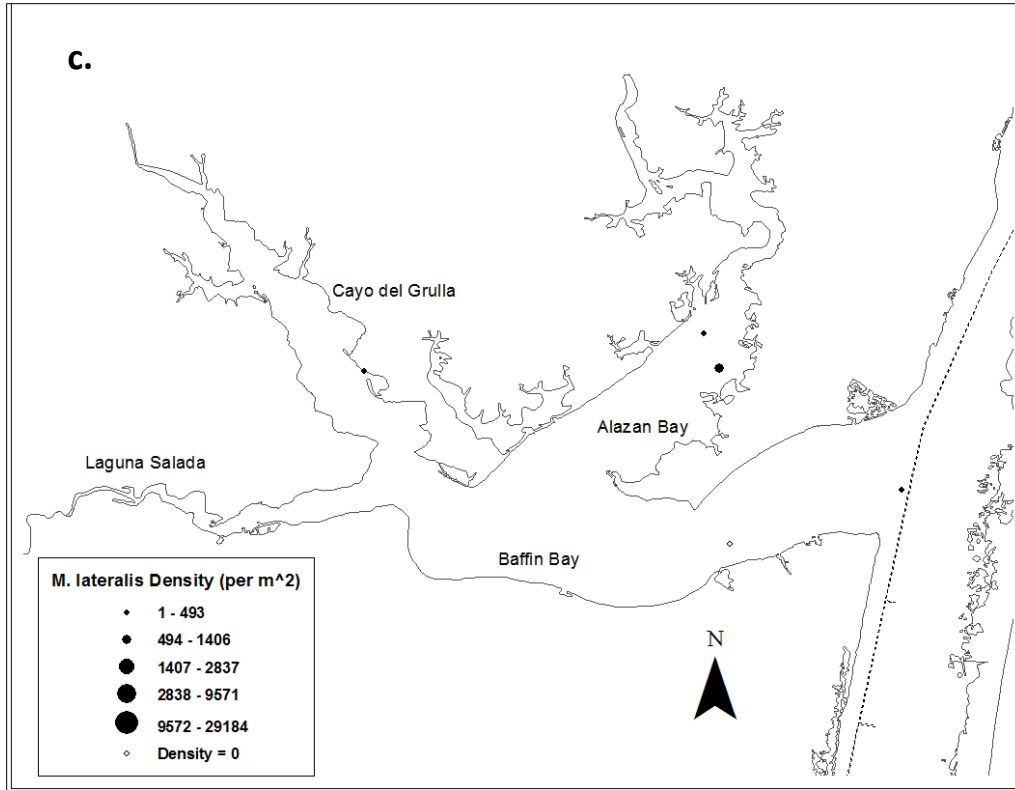 c.
Cayo del Grulla
Alazan Bay
Laguna Salada
Baffin Bay
M. lateralis Density (per m^2)
1 - 493
494 - 1406
1407 - 2837
2838 - 9571
9572 - 29184
Density = 0
N